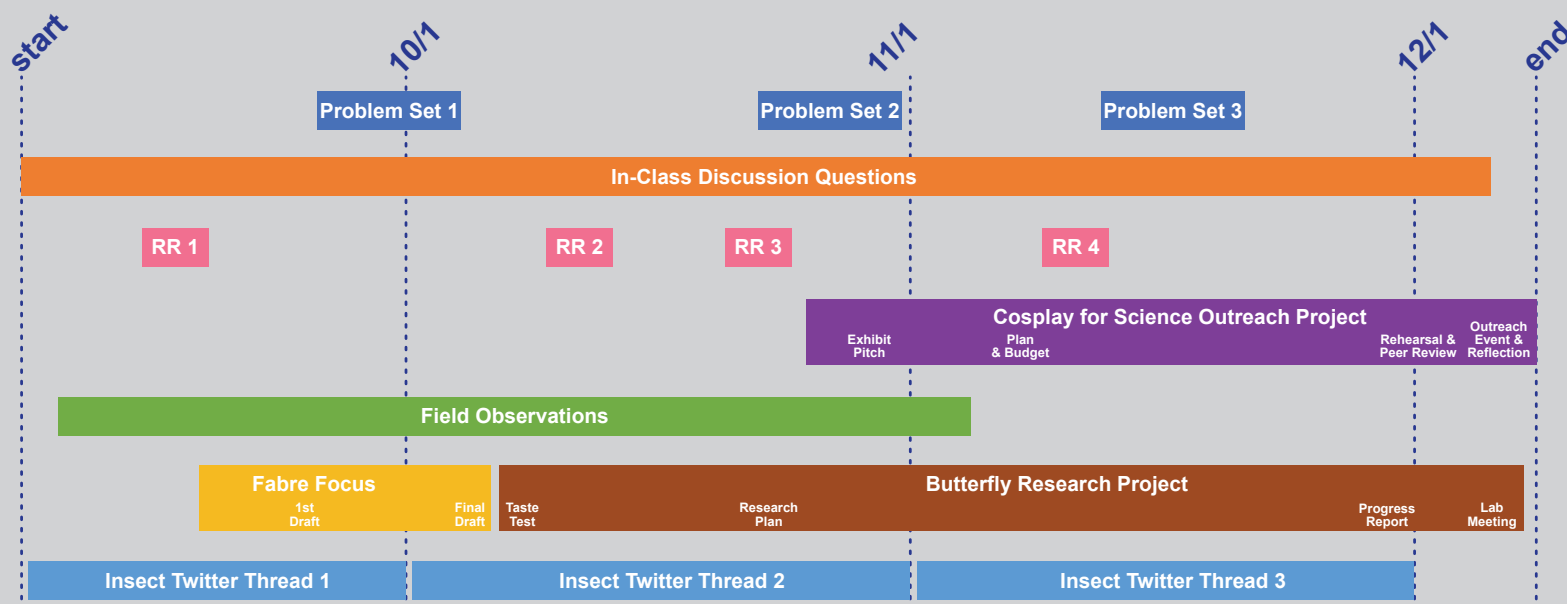 start
10/1
11/1
12/1
end
Problem Set 1
Problem Set 2
Problem Set 3
In-Class Discussion Questions
RR 1
RR 2
RR 3
RR 4
Cosplay for Science Outreach Project
Exhibit
Pitch
Plan
& Budget
Rehearsal &
Peer Review
Outreach
Event &
Reflection
Field Observations
Fabre Focus
1st
Draft
Final
Draft
Butterfly Research Project
Taste
Test
Research
Plan
Progress
Report
Lab
Meeting
Insect Twitter Thread 1
Insect Twitter Thread 2
Insect Twitter Thread 3